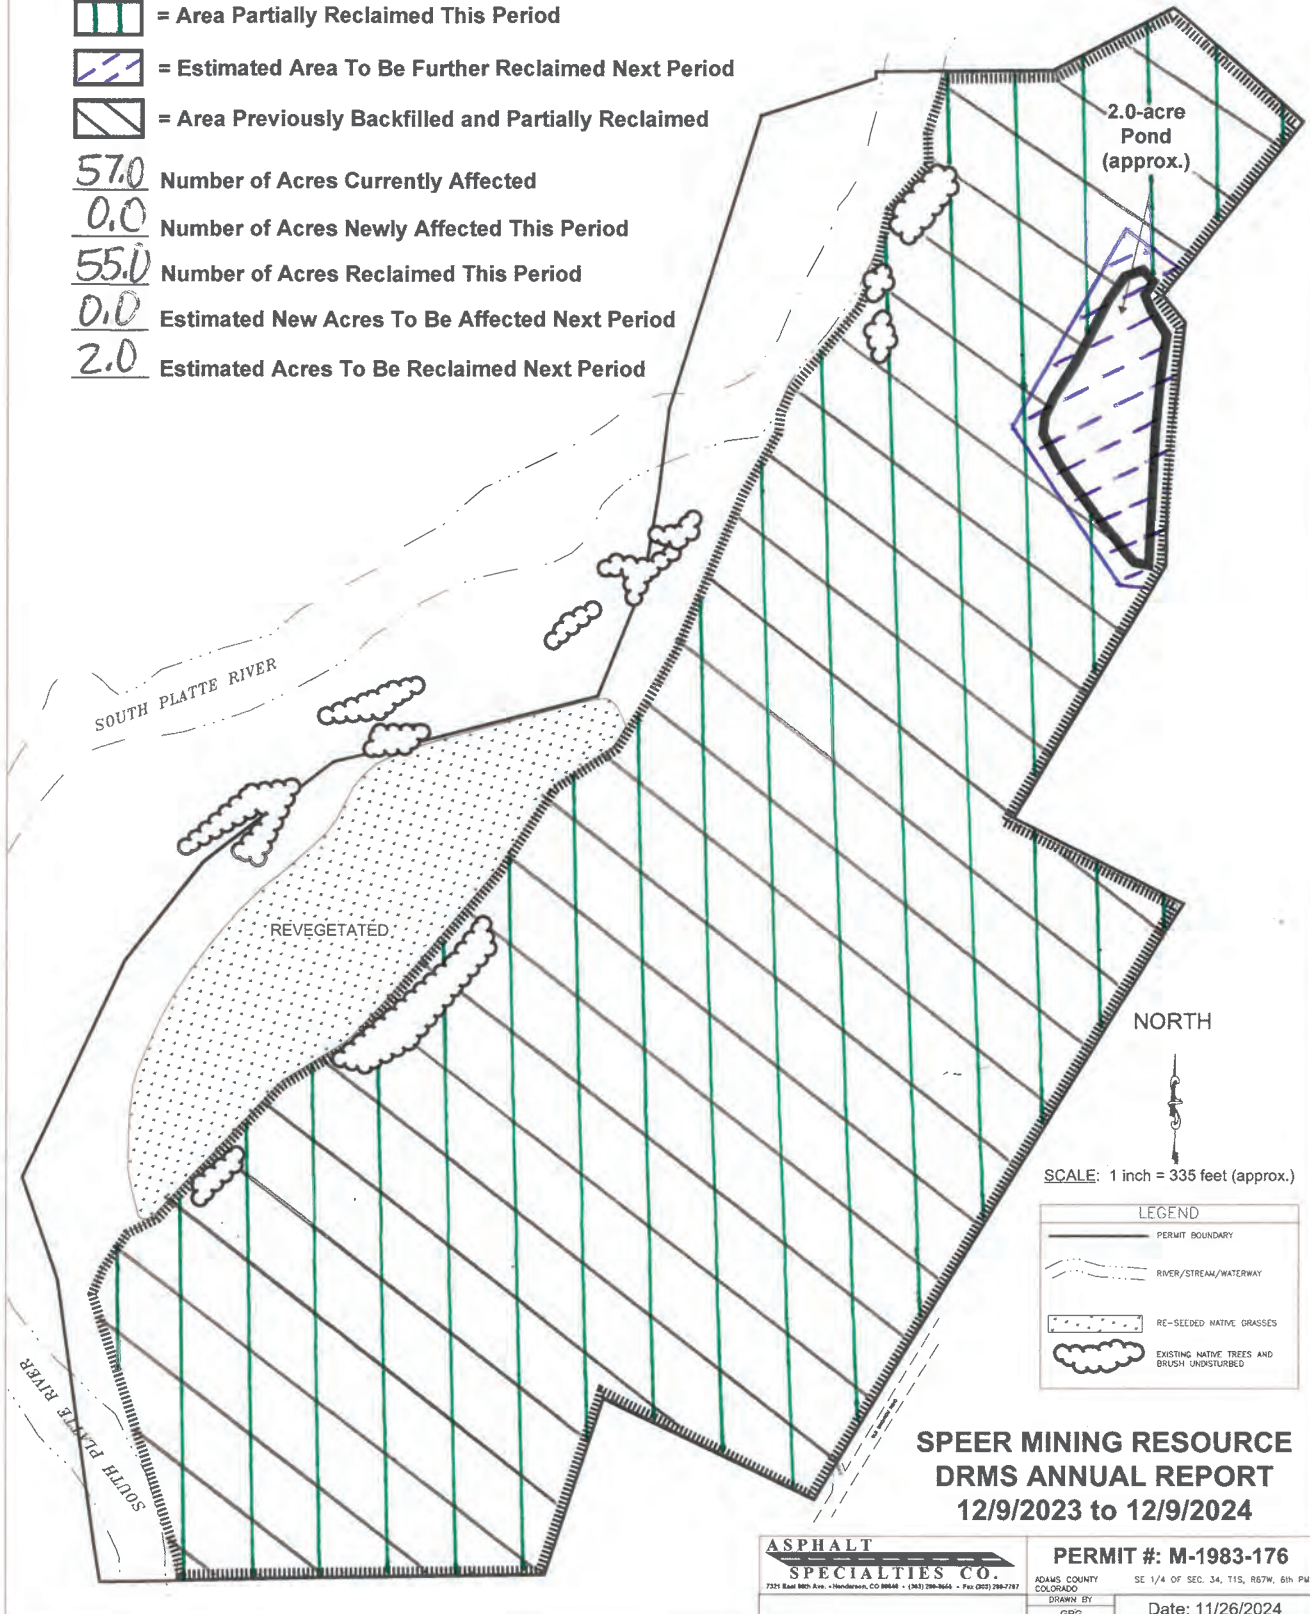 = Area Partially Reclaimed This Period
= Estimated Area To Be Further Reclaimed Next Period
= Area Previously Backfilled and Partially Reclaimed
57.0 Number of Acres Currently Affected
0.0 Number of Acres Newly Affected This Period
55.0 Number of Acres Reclaimed This Period
0.0 Estimated New Acres To Be Affected Next Period
2.0 Estimated Acres To Be Reclaimed Next Period
2.0-acre
Pond
(approx.)
SOUTH PLATTE RIVER
REVEGETATED
NORTH
SCALE: 1 inch = 335 feet (approx.)
LEGEND
PERMIT BOUNDARY
RIVER/STREAM/WATERWAY
RE-SEEDED NATIVE GRASSES
EXISTING NATIVE TREES AND
BRUSH UNDISTURBED
SOUTH PLATTE RIVER
SPEER MINING RESOURCE
DRMS ANNUAL REPORT
12/9/2023 to 12/9/2024
ASPHALT
SPECIALTIES CO.
PERMIT #: M-1983-176
ADAMS COUNTY
COLORADO
SE 1/4 OF SEC. 34, T1S, R67W, 6th PM
DRAWN BY
Date: 11/26/2024